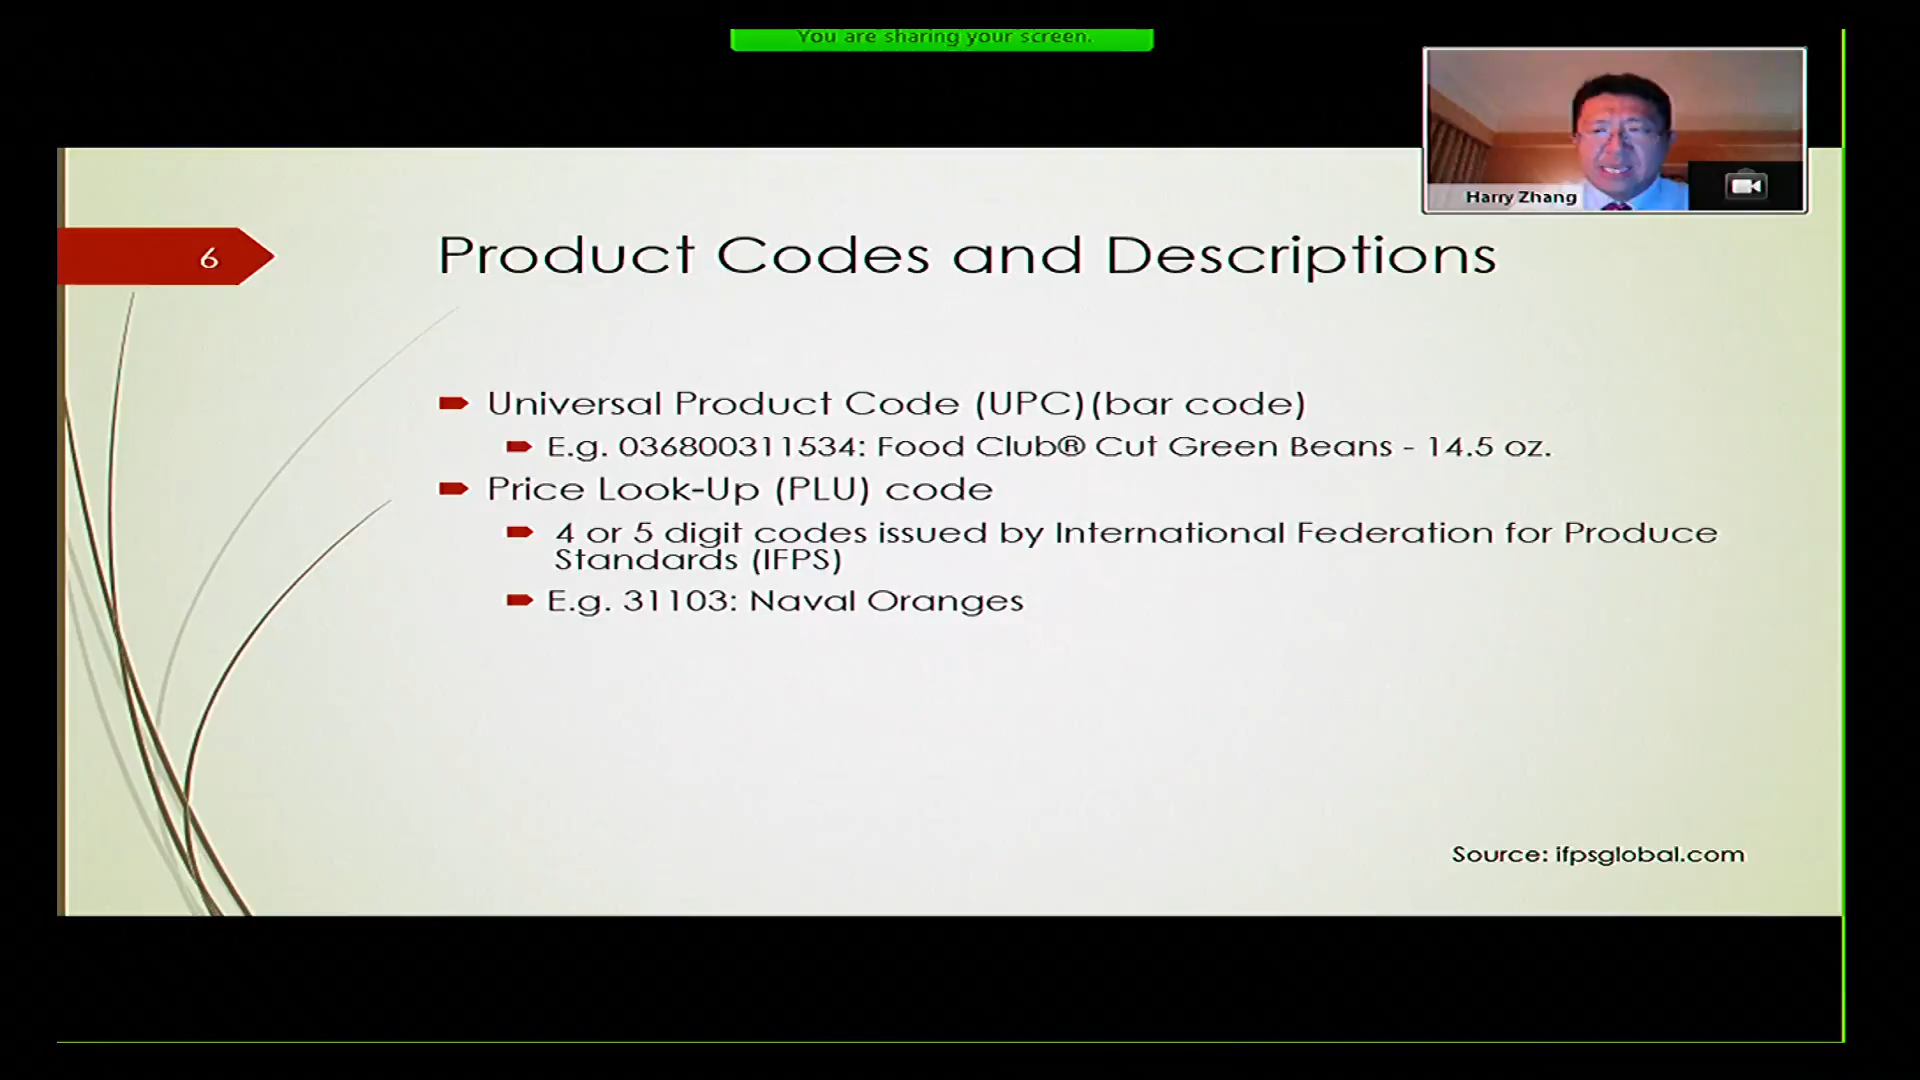 You are sharing your screen.
Harry Zhang
6
Product Codes and Descriptions
Universal Product Code (UPC)(bar code)
E.g. 036800311534: Food Club® Cut Green Beans - 14.5 oz.
Price Look-Up (PLU) code
4 or 5 digit codes issued by International Federation for Produce
Standards (IFPS)
E.g. 31103: Naval Oranges
Source: ifpsglobal.com